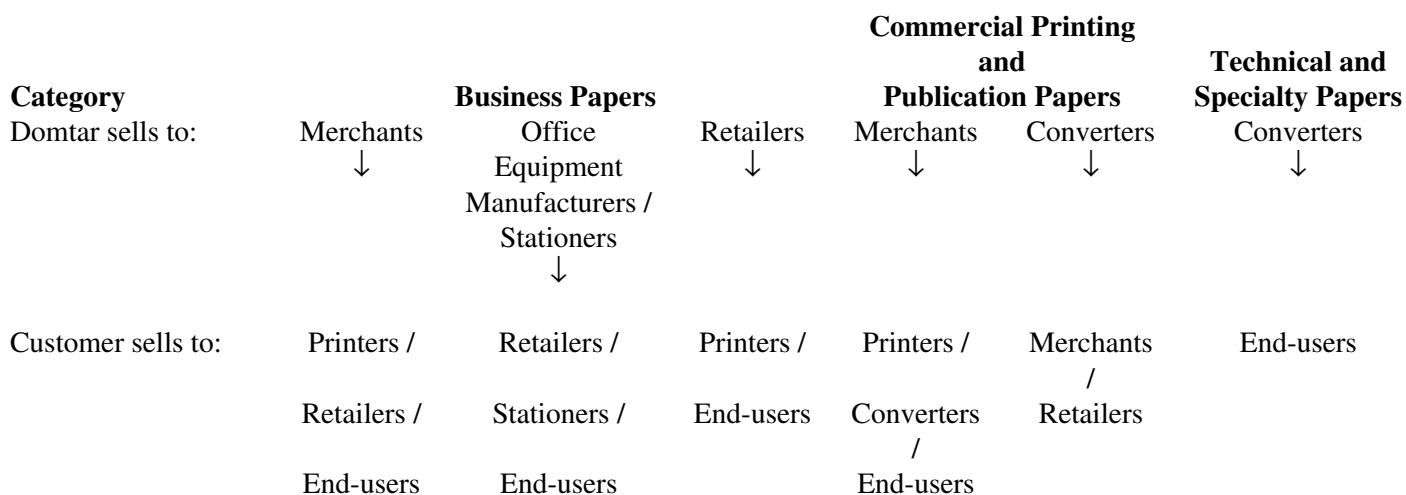 Commercial Printing
and Technical and
Category Business Papers Publication Papers Specialty Papers
Domtar sells to: Merchants Office Retailers Merchants Converters Converters
↓ Equipment ↓ ↓ ↓ ↓
Manufacturers /
Stationers
↓
Customer sells to: Printers / Retailers / Printers / Printers / Merchants End-users
/
Retailers / Stationers / End-users Converters Retailers
/
End-users End-users End-users